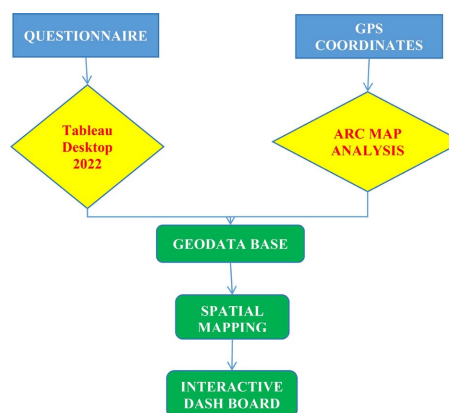 QUESTIONNAIRE
GPS
COORDINATES
Tableau
Desktop
2022
ARC MAP
ANALYSIS
GEODATA BASE
SPATIAL
MAPPING
INTERACTIVE
DASH BOARD